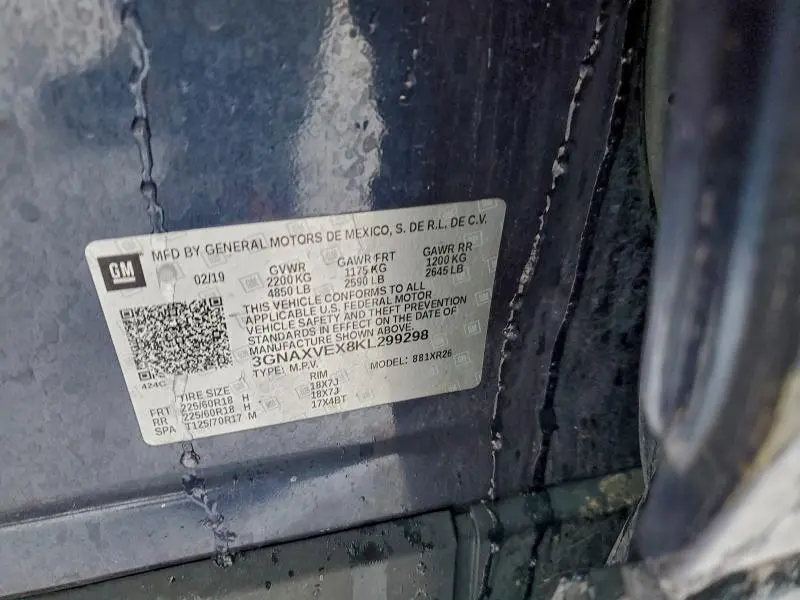 MFD BY GENERAL MOTORS DE MEXICO, S. DE R.L. DE C.V.
GM
02/19 GVWR GAWR FRT GAWR RR
2200 KG 1175 KG 1200 KG
4850 LB 2590 LB 2645 LB
THIS VEHICLE CONFORMS TO ALL
APPLICABLE U.S. FEDERAL MOTOR
VEHICLE SAFETY AND THEFT PREVENTION
STANDARDS IN EFFECT ON THE DATE OF
MANUFACTURE SHOWN ABOVE.
3GNAXVEX8KL299298
424C TYPE: M.P.V. MODEL: 881XR26
TIRE SIZE RIM
FRT 225/60R18 H 18X7J
RR 225/60R18 H 18X7J
SPA T125/70R17 M 17X4BT